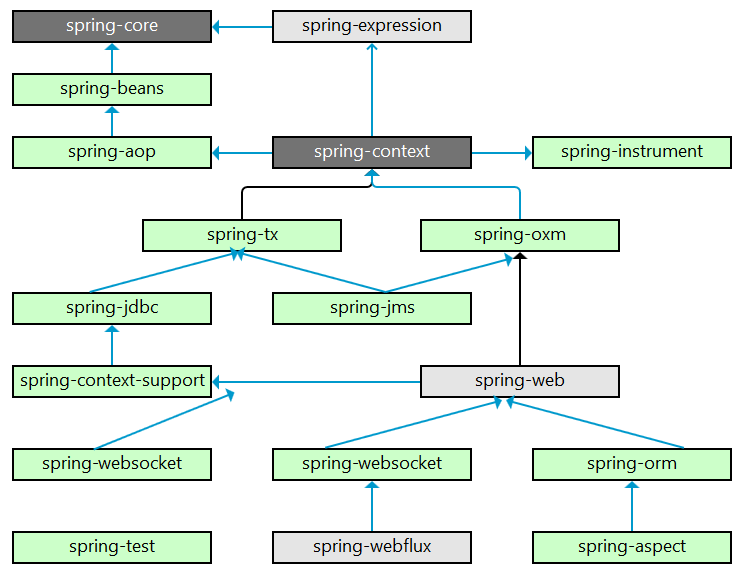 spring-core
spring-expression
spring-beans
spring-aop
spring-context
spring-instrument
spring-tx
spring-oxm
spring-jdbc
spring-jms
spring-context-support
spring-web
spring-websocket
spring-websocket
spring-orm
spring-test
spring-webflux
spring-aspect